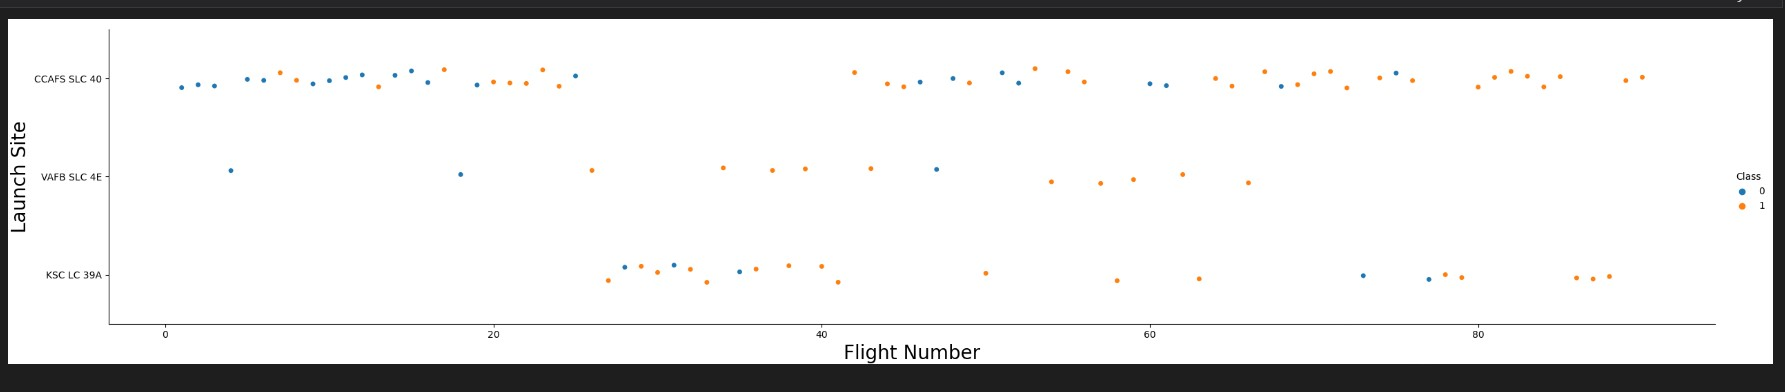 CCAFS SLC 40
VAFB SLC 4E
KSC LC 39A
Launch Site
0 20 40 60 80
Flight Number
Class
0
1